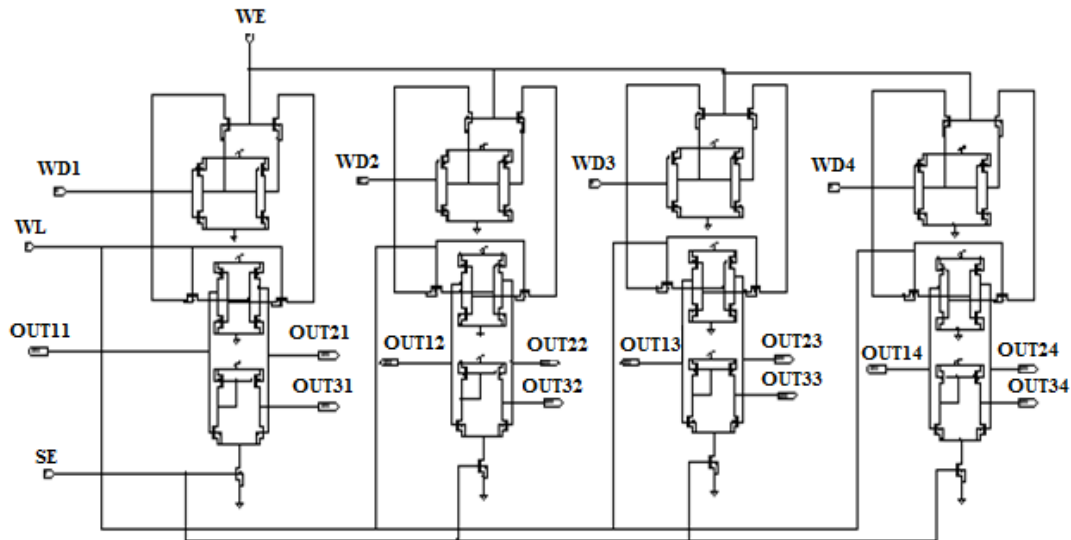 WE
WD1
WD2
WD3
WD4
WL
OUT11
OUT21
OUT12
OUT22
OUT13
OUT23
OUT14
OUT24
OUT31
OUT32
OUT33
OUT34
SE